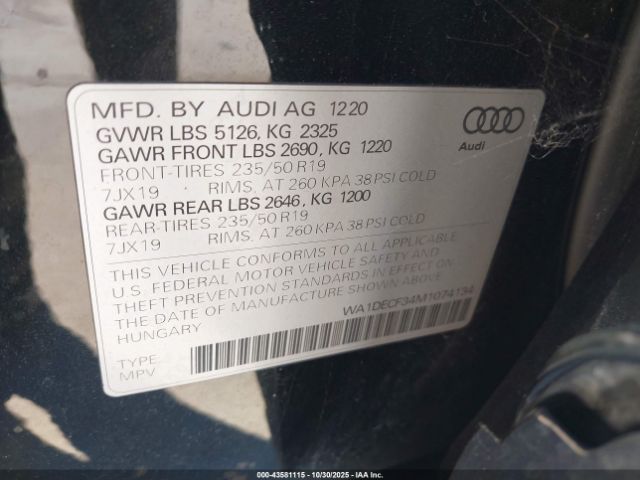 MFD. BY AUDI AG 12 20
GVWR LBS 5126, KG 2325
GAWR FRONT LBS 2690, KG 1220
FRONT-TIRES 235/50 R19
7JX19 RIMS, AT 260 KPA 38 PSI COLD
GAWR REAR LBS 2646, KG 1200
REAR-TIRES 235/50 R19
7JX19 RIMS, AT 260 KPA 38 PSI COLD
Audi
THIS VEHICLE CONFORMS TO ALL APPLICABLE
U.S. FEDERAL MOTOR VEHICLE SAFETY AND
THEFT PREVENTION STANDARDS IN EFFECT ON
THE DATE OF MANUFACTURE SHOWN ABOVE
HUNGARY WA1DECF34M1074134
TYPE
MPV
000-43581115 - 10/30/2025 - IAA Inc.